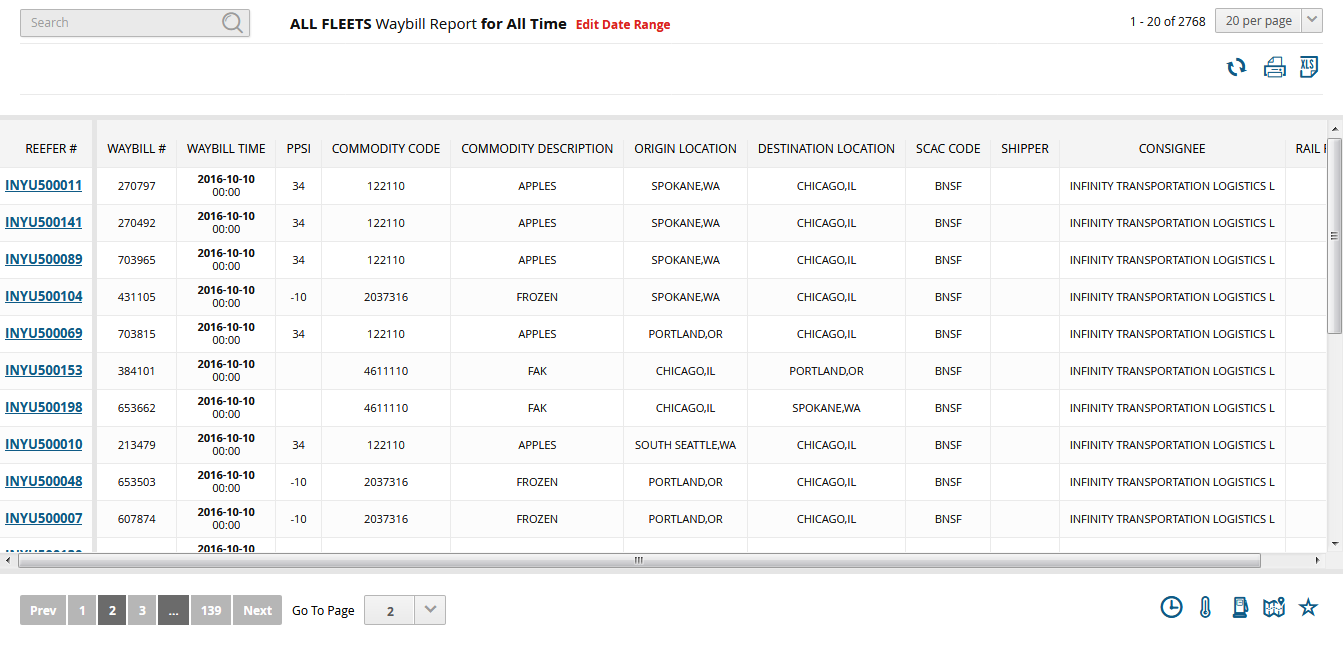 Search
ALL FLEETS Waybill Report for All Time Edit Date Range
1 - 20 of 2768 20 per page
XLS
REEFER # WAYBILL # WAYBILL TIME PPSI COMMODITY CODE COMMODITY DESCRIPTION ORIGIN LOCATION DESTINATION LOCATION SCAC CODE SHIPPER CONSIGNEE RAIL
INYU500011 270797 2016-10-10 00:00 34 122110 APPLES SPOKANE,WA CHICAGO,IL BNSF INFINITY TRANSPORTATION LOGISTICS L
INYU500141 270492 2016-10-10 00:00 34 122110 APPLES SPOKANE,WA CHICAGO,IL BNSF INFINITY TRANSPORTATION LOGISTICS L
INYU500089 703965 2016-10-10 00:00 34 122110 APPLES SPOKANE,WA CHICAGO,IL BNSF INFINITY TRANSPORTATION LOGISTICS L
INYU500104 431105 2016-10-10 00:00 -10 2037316 FROZEN SPOKANE,WA CHICAGO,IL BNSF INFINITY TRANSPORTATION LOGISTICS L
INYU500069 703815 2016-10-10 00:00 34 122110 APPLES PORTLAND,OR CHICAGO,IL BNSF INFINITY TRANSPORTATION LOGISTICS L
INYU500153 384101 2016-10-10 00:00 4611110 FAK CHICAGO,IL PORTLAND,OR BNSF INFINITY TRANSPORTATION LOGISTICS L
INYU500198 653662 2016-10-10 00:00 4611110 FAK CHICAGO,IL SPOKANE,WA BNSF INFINITY TRANSPORTATION LOGISTICS L
INYU500010 213479 2016-10-10 00:00 34 122110 APPLES SOUTH SEATTLE,WA CHICAGO,IL BNSF INFINITY TRANSPORTATION LOGISTICS L
INYU500048 653503 2016-10-10 00:00 -10 2037316 FROZEN PORTLAND,OR CHICAGO,IL BNSF INFINITY TRANSPORTATION LOGISTICS L
INYU500007 607874 2016-10-10 00:00 -10 2037316 FROZEN PORTLAND,OR CHICAGO,IL BNSF INFINITY TRANSPORTATION LOGISTICS L
2016-10-10
Prev 1 2 3 ... 139 Next Go To Page 2